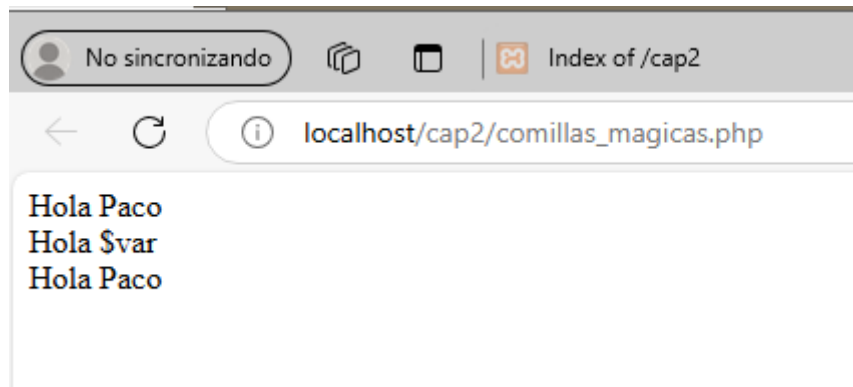 No sincronizando
Index of /cap2
localhost/cap2/comillas_magicas.php
Hola Paco
Hola $var
Hola Paco